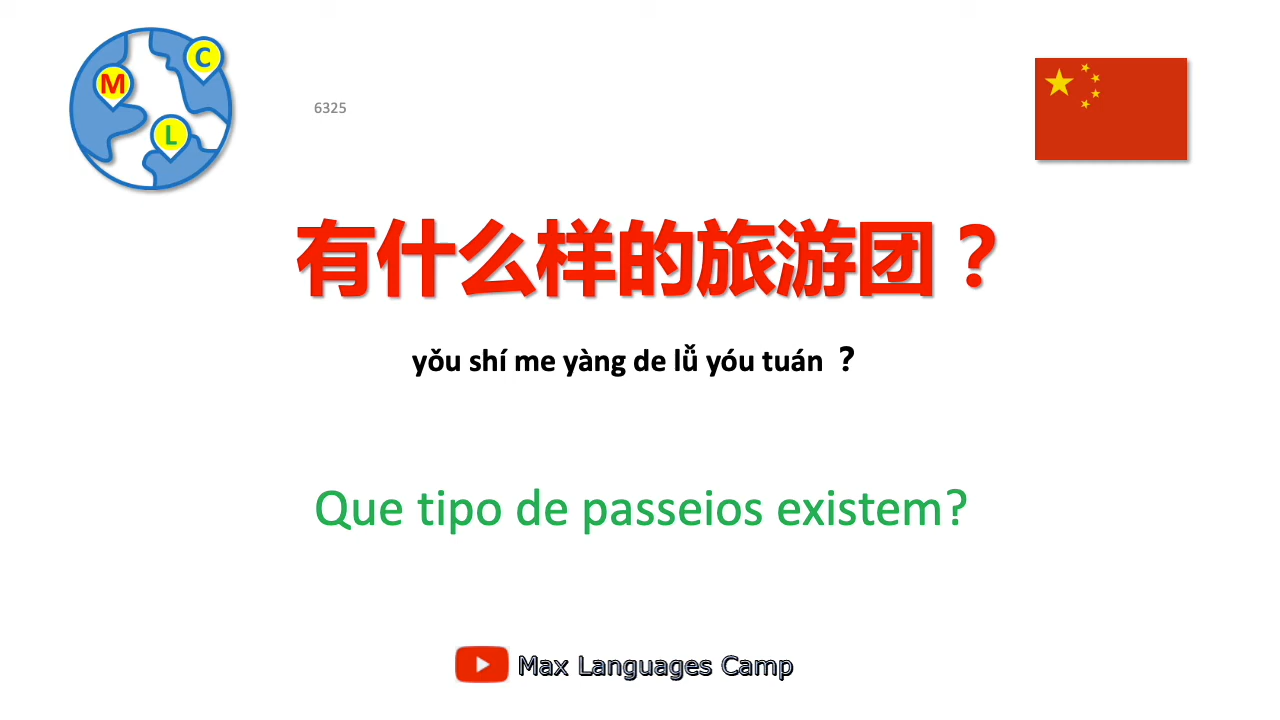 M
C
L
6325
有什么样的旅游团？
yǒu shí me yàng de lǚ yóu tuán ？
Que tipo de passeios existem?
Max Languages Camp